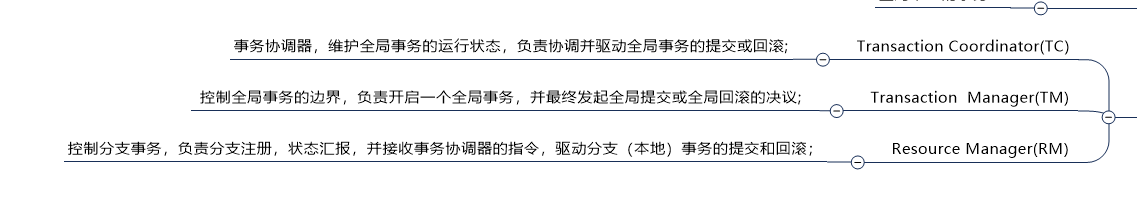 事务协调器，维护全局事务的运行状态，负责协调并驱动全局事务的提交或回滚;
Transaction Coordinator(TC)
控制全局事务的边界，负责开启一个全局事务，并最终发起全局提交或全局回滚的决议;
Transaction Manager(TM)
控制分支事务，负责分支注册，状态汇报，并接收事务协调器的指令，驱动分支（本地）事务的提交和回滚；
Resource Manager(RM)